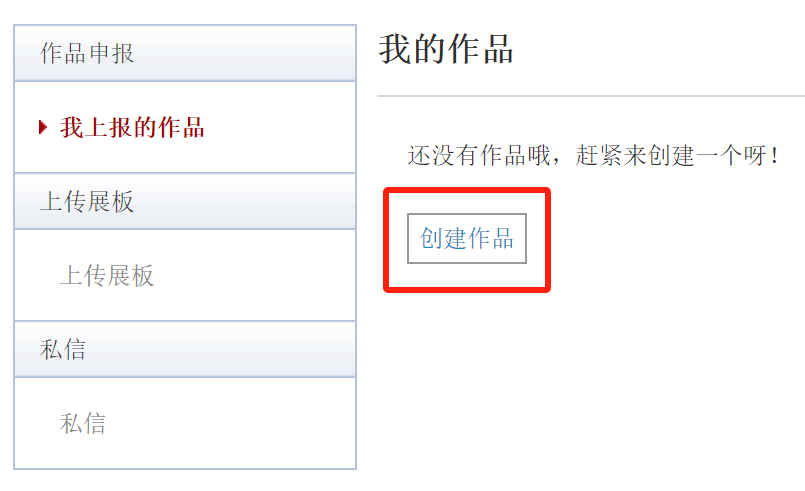 作品申报
我上报的作品
上传展板
上传展板
私信
私信
我的作品
还没有作品哦，赶紧来创建一个呀！
创建作品